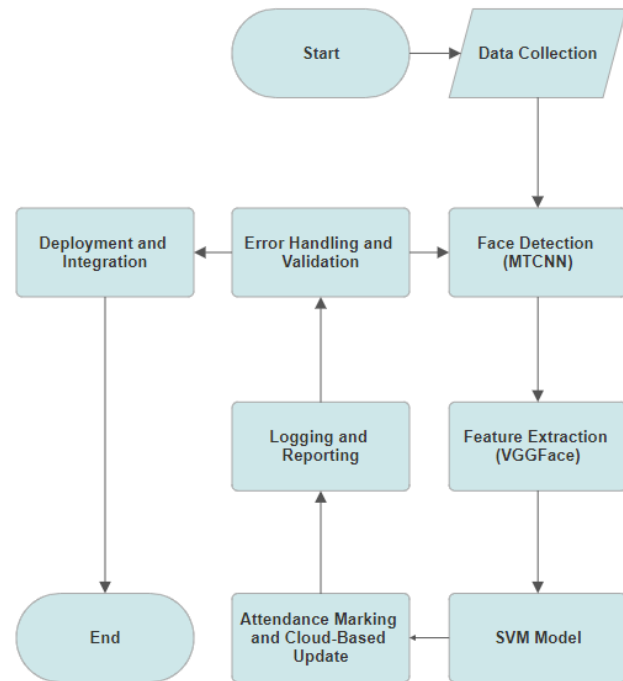 Start
Data Collection
Deployment and
Integration
Error Handling and
Validation
Face Detection
(MTCNN)
Logging and
Reporting
Feature Extraction
(VGGFace)
End
Attendance Marking
and Cloud-Based
Update
SVM Model